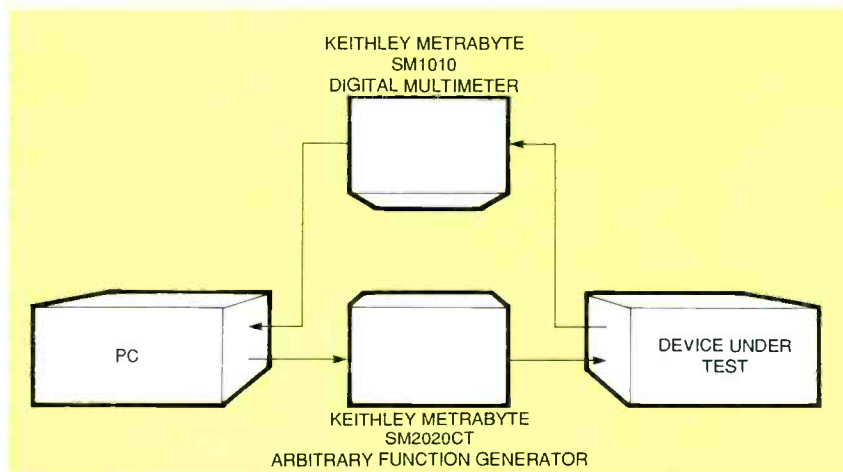 KEITHLEY METRABYTE
SM1010
DIGITAL MULTIMETER
PC
DEVICE UNDER
TEST
KEITHLEY METRABYTE
SM2020CT
ARBITRARY FUNCTION GENERATOR